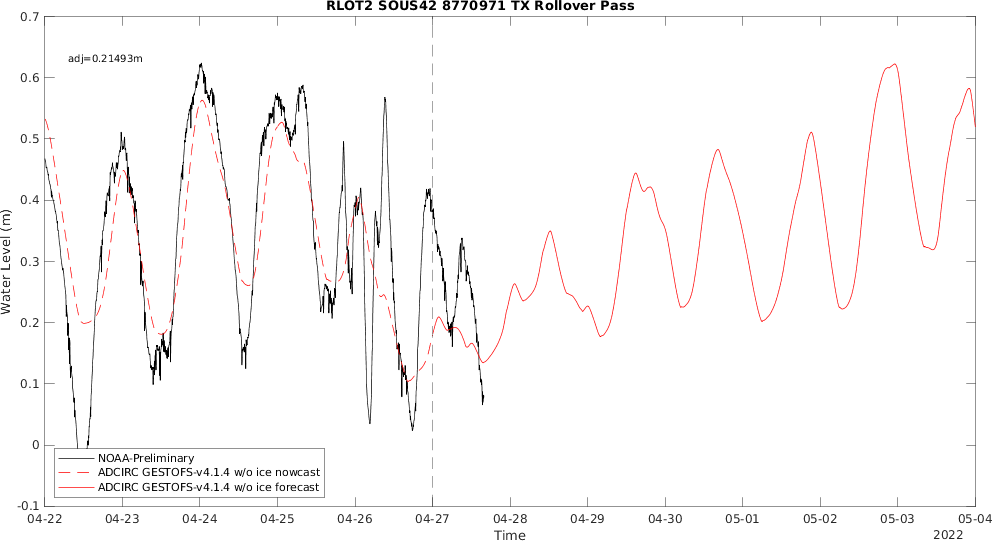 RLOT2 SOUS42 8770971 TX Rollover Pass
adj=0.21493m
Water Level (m)
0.7
0.6
0.5
0.4
0.3
0.2
0.1
0
-0.1
NOAA-Preliminary
ADCIRC GESTOFS-v4.1.4 w/o ice nowcast
ADCIRC GESTOFS-v4.1.4 w/o ice forecast
04-22 04-23 04-24 04-25 04-26 04-27 04-28 04-29 04-30 05-01 05-02 05-03 05-04
Time
2022